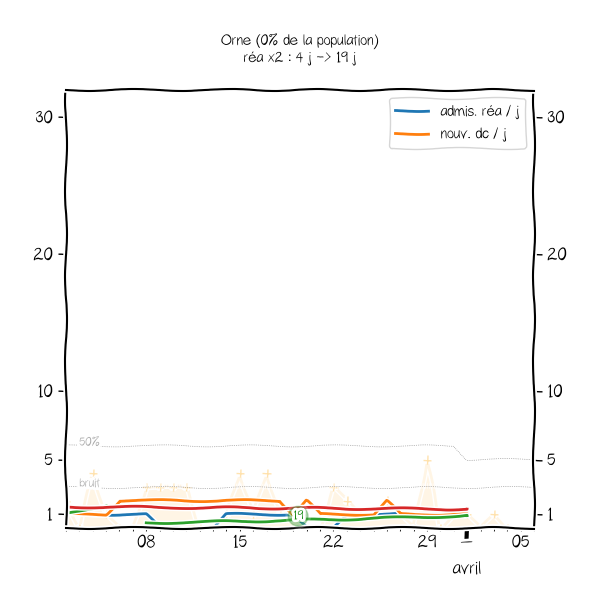 Orne (0% de la population)
réa x2 : 4 j -> 19 j
admis. réa / j
nouv. dc / j
30 30
20 20
10 10
50%
5 5
bruit
1 19 1
08 15 22 29 05
avril